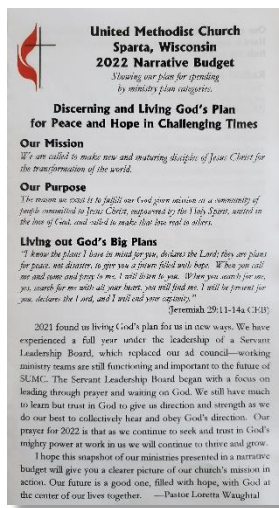 United Methodist Church
Sparta, Wisconsin
2022 Narrative Budget
Showing our plan for spending
by ministry plan categories.
Discerning and Living God's Plan
for Peace and Hope in Challenging Times
Our Mission
We are called to make new and maturing disciples of Jesus Christ for
the transformation of the world.
Our Purpose
The reason we exist is to fulfill our God given mission as a community of
people committed to Jesus Christ, empowered by the Holy Spirit, united in
the love of God, and called to make that love real to others.
Living out God's Big Plans
"I know the plans I have in mind for you, declares the Lord; they are plans
for peace, not disaster, to give you a future filled with hope. When you call
me and come and pray to me, I will listen to you. When you search for me,
yes, search for me with all your heart, you will find me. I will be present for
you, declares the Lord, and I will end your captivity."
(Jeremiah 29:11-14a CEB)
2021 found us living God's plan for us in new ways. We have
experienced a full year under the leadership of a Servant
Leadership Board, which replaced our ad council—working
ministry teams are still functioning and important to the future of
SUMC. The Servant Leadership Board began with a focus on
leading through prayer and waiting on God. We still have much
to learn but trust in God to give us direction and strength as we
do our best to collectively hear and obey God's direction. Our
prayer for 2022 is that as we continue to seek and trust in God's
mighty power at work in us we will continue to thrive and grow.
I hope this snapshot of our ministries presented in a narrative
budget will give you a clearer picture of our church's mission in
action. Our future is a good one, filled with hope, with God at
the center of our lives together. —Pastor Loretta Waughtal